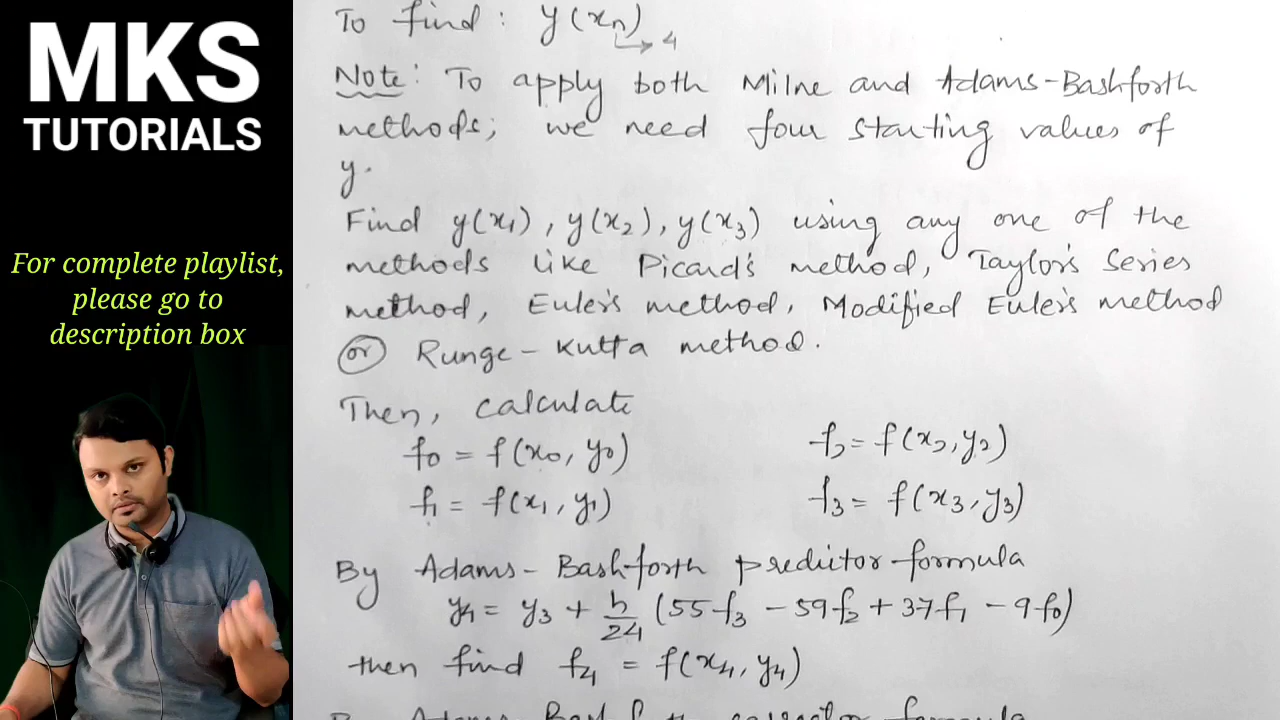 MKS
TUTORIALS
For complete playlist,
please go to
description box
To find : y(xn)
→ 4
Note: To apply both Milne and Adams-Bashforth
methods; we need four starting values of
y.
Find y(x1), y(x2), y(x3) using any one of the
methods like Picard's method, Taylor's Series
method, Euler's method, Modified Euler's method
(or) Runge-Kutta method.
Then, calculate
f0 = f(x0, y0)
f1 = f(x1, y1)
f2 = f(x2, y2)
f3 = f(x3, y3)
By Adams-Bashforth predictor formula
y4 = y3 + h/24 (55f3 - 59f2 + 37f1 - 9f0)
then find f4 = f(x4, y4)